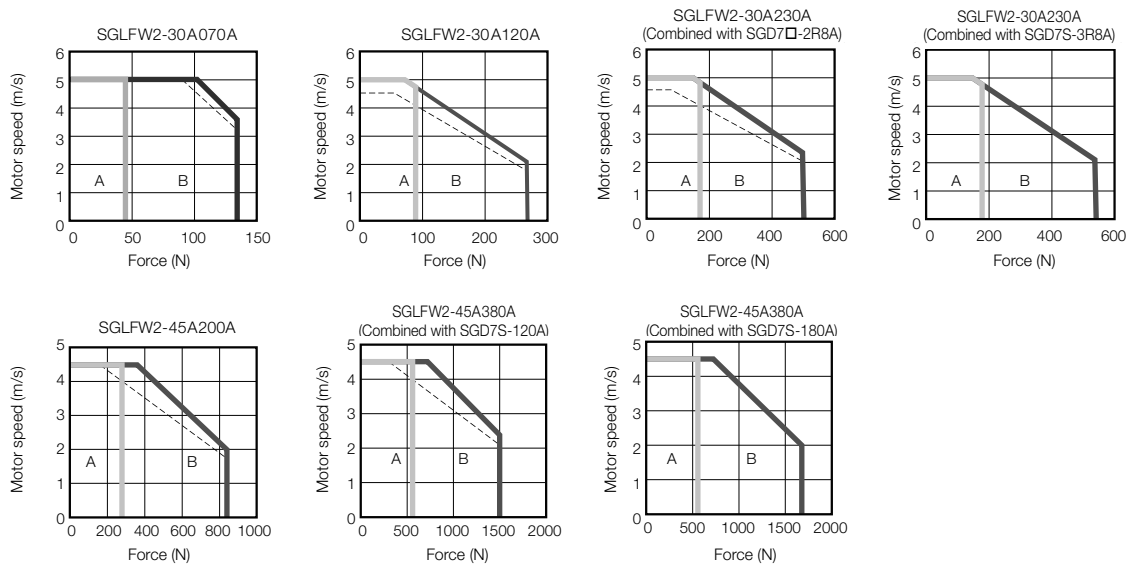 SGLFW2-30A070A
6
5
4
3
2
1
0
Motor speed (m/s)
A
B
0 50 100 150
Force (N)
SGLFW2-30A120A
6
5
4
3
2
1
0
Motor speed (m/s)
A
B
0 100 200 300
Force (N)
SGLFW2-30A230A
(Combined with SGD7□-2R8A)
6
5
4
3
2
1
0
Motor speed (m/s)
A
B
0 200 400 600
Force (N)
SGLFW2-30A230A
(Combined with SGD7S-3R8A)
6
5
4
3
2
1
0
Motor speed (m/s)
A
B
0 200 400 600
Force (N)
SGLFW2-45A200A
5
4
3
2
1
0
Motor speed (m/s)
A
B
0 200 400 600 800 1000
Force (N)
SGLFW2-45A380A
(Combined with SGD7S-120A)
5
4
3
2
1
0
Motor speed (m/s)
A
B
0 500 1000 1500 2000
Force (N)
SGLFW2-45A380A
(Combined with SGD7S-180A)
5
4
3
2
1
0
Motor speed (m/s)
A
B
0 500 1000 1500 2000
Force (N)